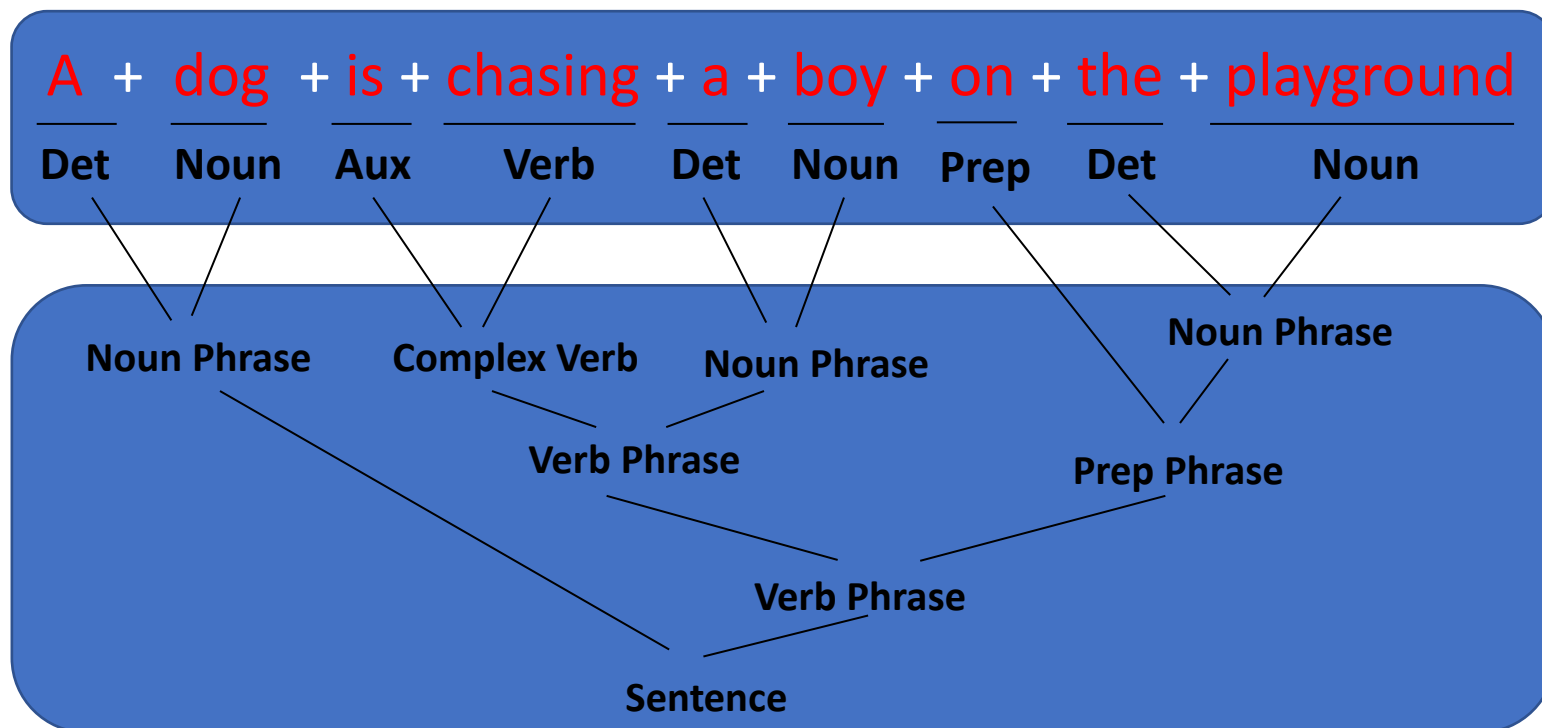 A + dog + is + chasing + a + boy + on + the + playground
Det Noun Aux Verb Det Noun Prep Det Noun
Noun Phrase Complex Verb Noun Phrase Noun Phrase
Verb Phrase Prep Phrase
Verb Phrase
Sentence